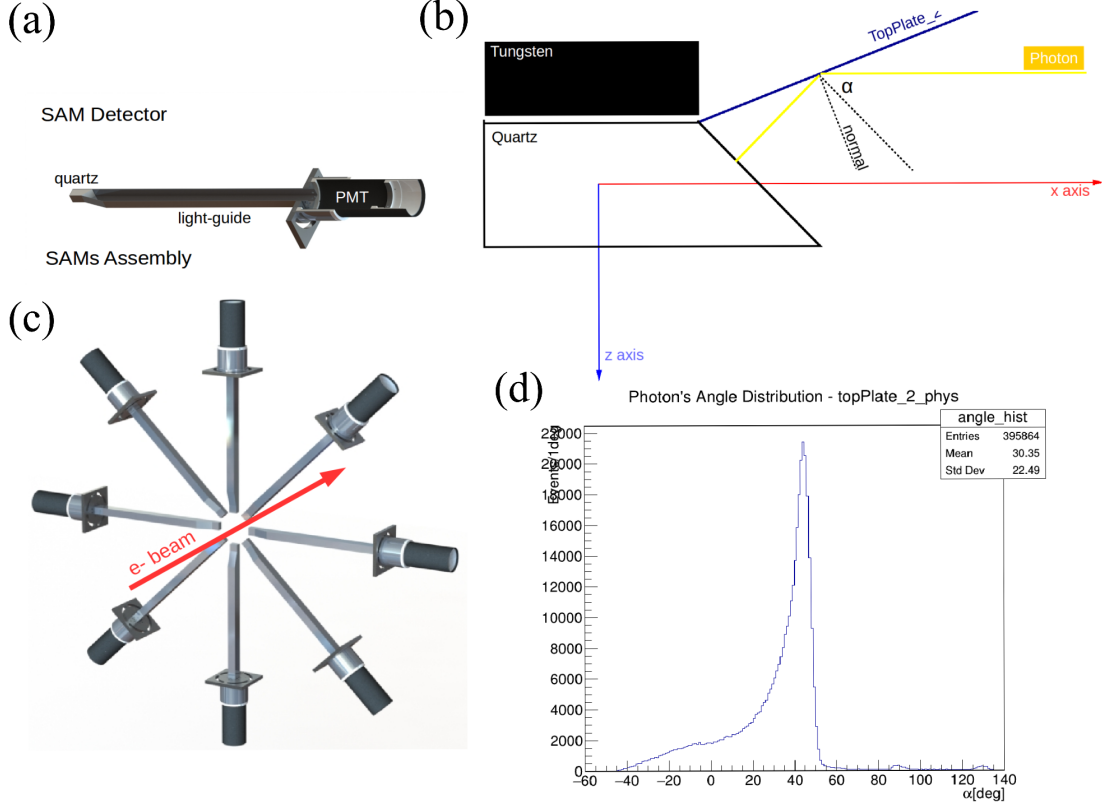 (a)
SAM Detector
quartz
PMT
light-guide
SAMs Assembly
(b)
Tungsten
TopPlate_2
Photon
α
normal
Quartz
x axis
z axis
(c)
e- beam
(d)
Photon's Angle Distribution - topPlate_2_phys
angle_hist
Entries 395864
Mean 30.35
Std Dev 22.49
Events/1deg
22000
20000
18000
16000
14000
12000
10000
8000
6000
4000
2000
0
−60 −40 −20 0 20 40 60 80 100 120 140
α[deg]